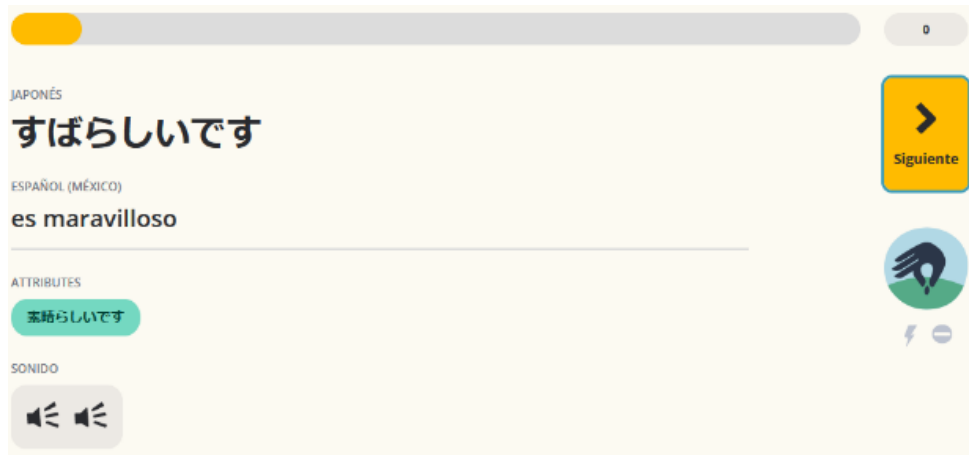 0
JAPONÉS
すばらしいです
Siguiente
ESPAÑOL (MÉXICO)
es maravilloso
ATTRIBUTES
素晴らしいです
SONIDO